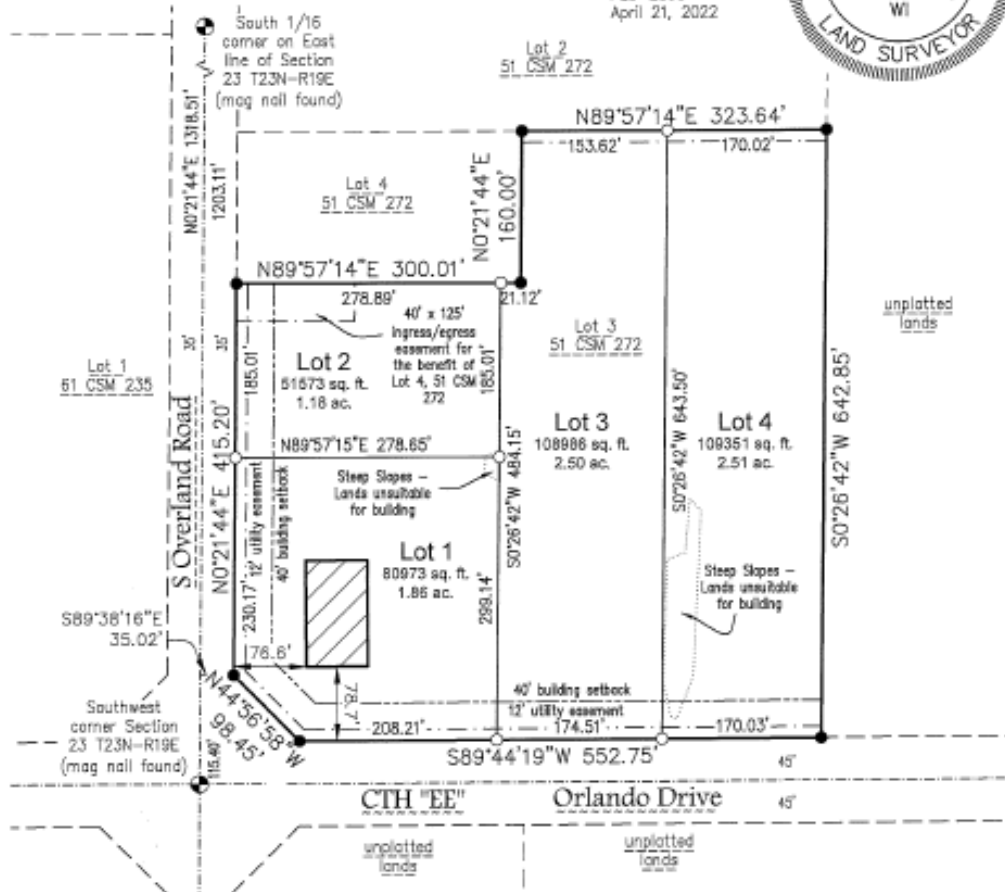 April 21, 2022
WI
LAND SURVEYOR
South 1/16
corner on East
line of Section
23 T23N-R19E
(mag nail found)
Lot 2
51 CSM 272
N89°57'14"E 323.64'
153.62'
170.02'
N0°21'44"E 1318.51'
1203.11'
Lot 4
51 CSM 272
N0°21'44"E
160.00'
N89°57'14"E 300.01'
278.89'
21.12'
40' x 125'
ingress/egress
easement for
the benefit of
Lot 4, 51 CSM
272
Lot 3
51 CSM 272
unplatted
lands
35'
35'
185.01'
185.01'
Lot 2
51573 sq. ft.
1.18 ac.
Lot 1
61 CSM 235
S Overland Road
N0°21'44"E 415.20'
N89°57'15"E 278.65'
Steep Slopes –
Lands unsuitable
for building
Lot 3
108986 sq. ft.
2.50 ac.
Lot 4
109351 sq. ft.
2.51 ac.
S0°26'42"W 484.15'
S0°26'42"W 643.50'
S0°26'42"W 642.85'
12' utility easement
40' building setback
230.17'
Lot 1
80973 sq. ft.
1.86 ac.
299.14'
Steep Slopes –
Lands unsuitable
for building
S89°38'16"E
35.02'
76.6'
78.7'
N44°56'58"W
98.45'
40' building setback
12' utility easement
208.21'
174.51'
170.03'
S89°44'19"W 552.75'
Southwest
corner Section
23 T23N-R19E
(mag nail found)
115.40'
45'
CTH "EE"
Orlando Drive
45'
unplatted
lands
unplatted
lands